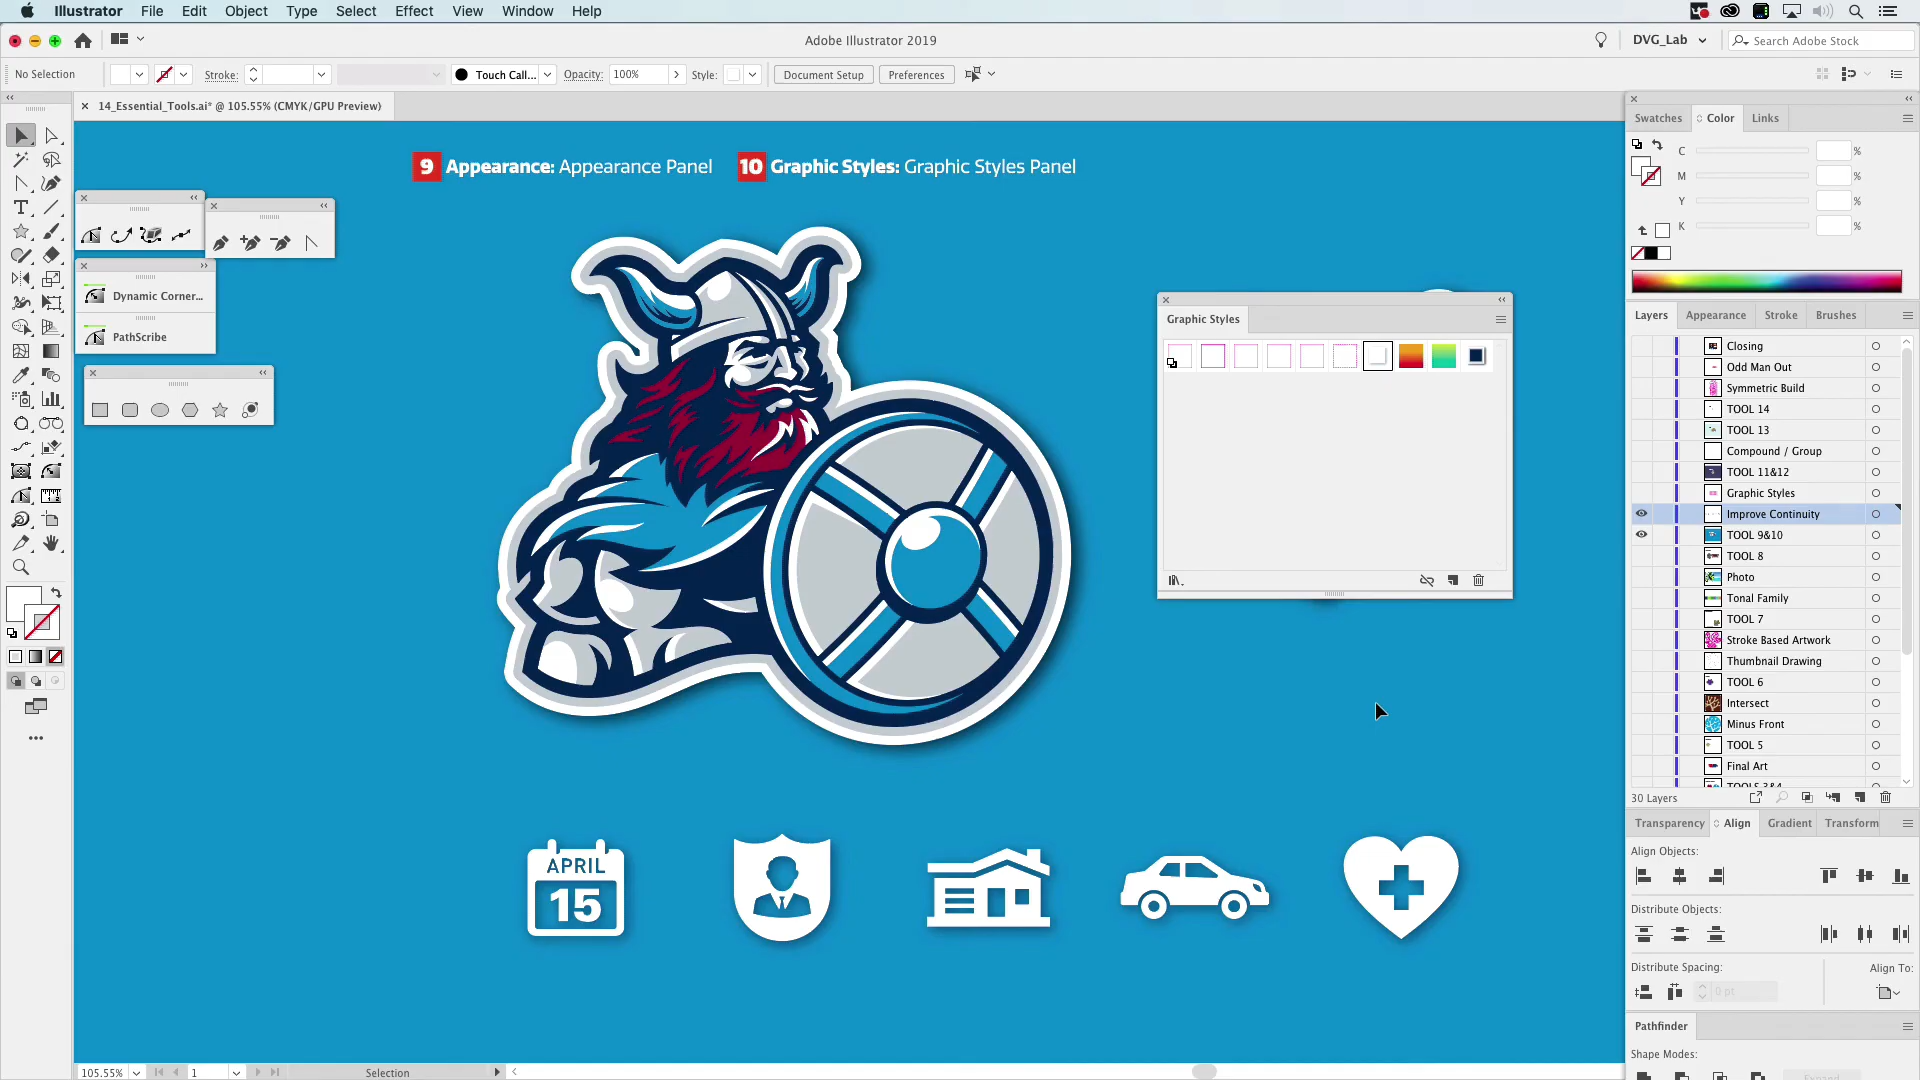 Illustrator File Edit Object Type Select Effect View Window Help
Adobe Illustrator 2019
DVG_Lab
Search Adobe Stock
No Selection
Stroke:
Touch Call...
Opacity:
100%
Style:
Document Setup
Preferences
14_Essential_Tools.ai* @ 105.55% (CMYK/GPU Preview)
9 Appearance: Appearance Panel
10 Graphic Styles: Graphic Styles Panel
Dynamic Corner...
PathScribe
Graphic Styles
APRIL
15
Swatches
Color
Links
C %
M %
Y %
K %
Layers
Appearance
Stroke
Brushes
Closing
Odd Man Out
Symmetric Build
TOOL 14
TOOL 13
Compound / Group
TOOL 11&12
Graphic Styles
Improve Continuity
TOOL 9&10
TOOL 8
Photo
Tonal Family
TOOL 7
Stroke Based Artwork
Thumbnail Drawing
TOOL 6
Intersect
Minus Front
TOOL 5
Final Art
TOOLS 3&4
30 Layers
Transparency
Align
Gradient
Transform
Align Objects:
Distribute Objects:
Distribute Spacing:
Align To:
0 pt
Pathfinder
Shape Modes:
Expand
105.55%
1
Selection